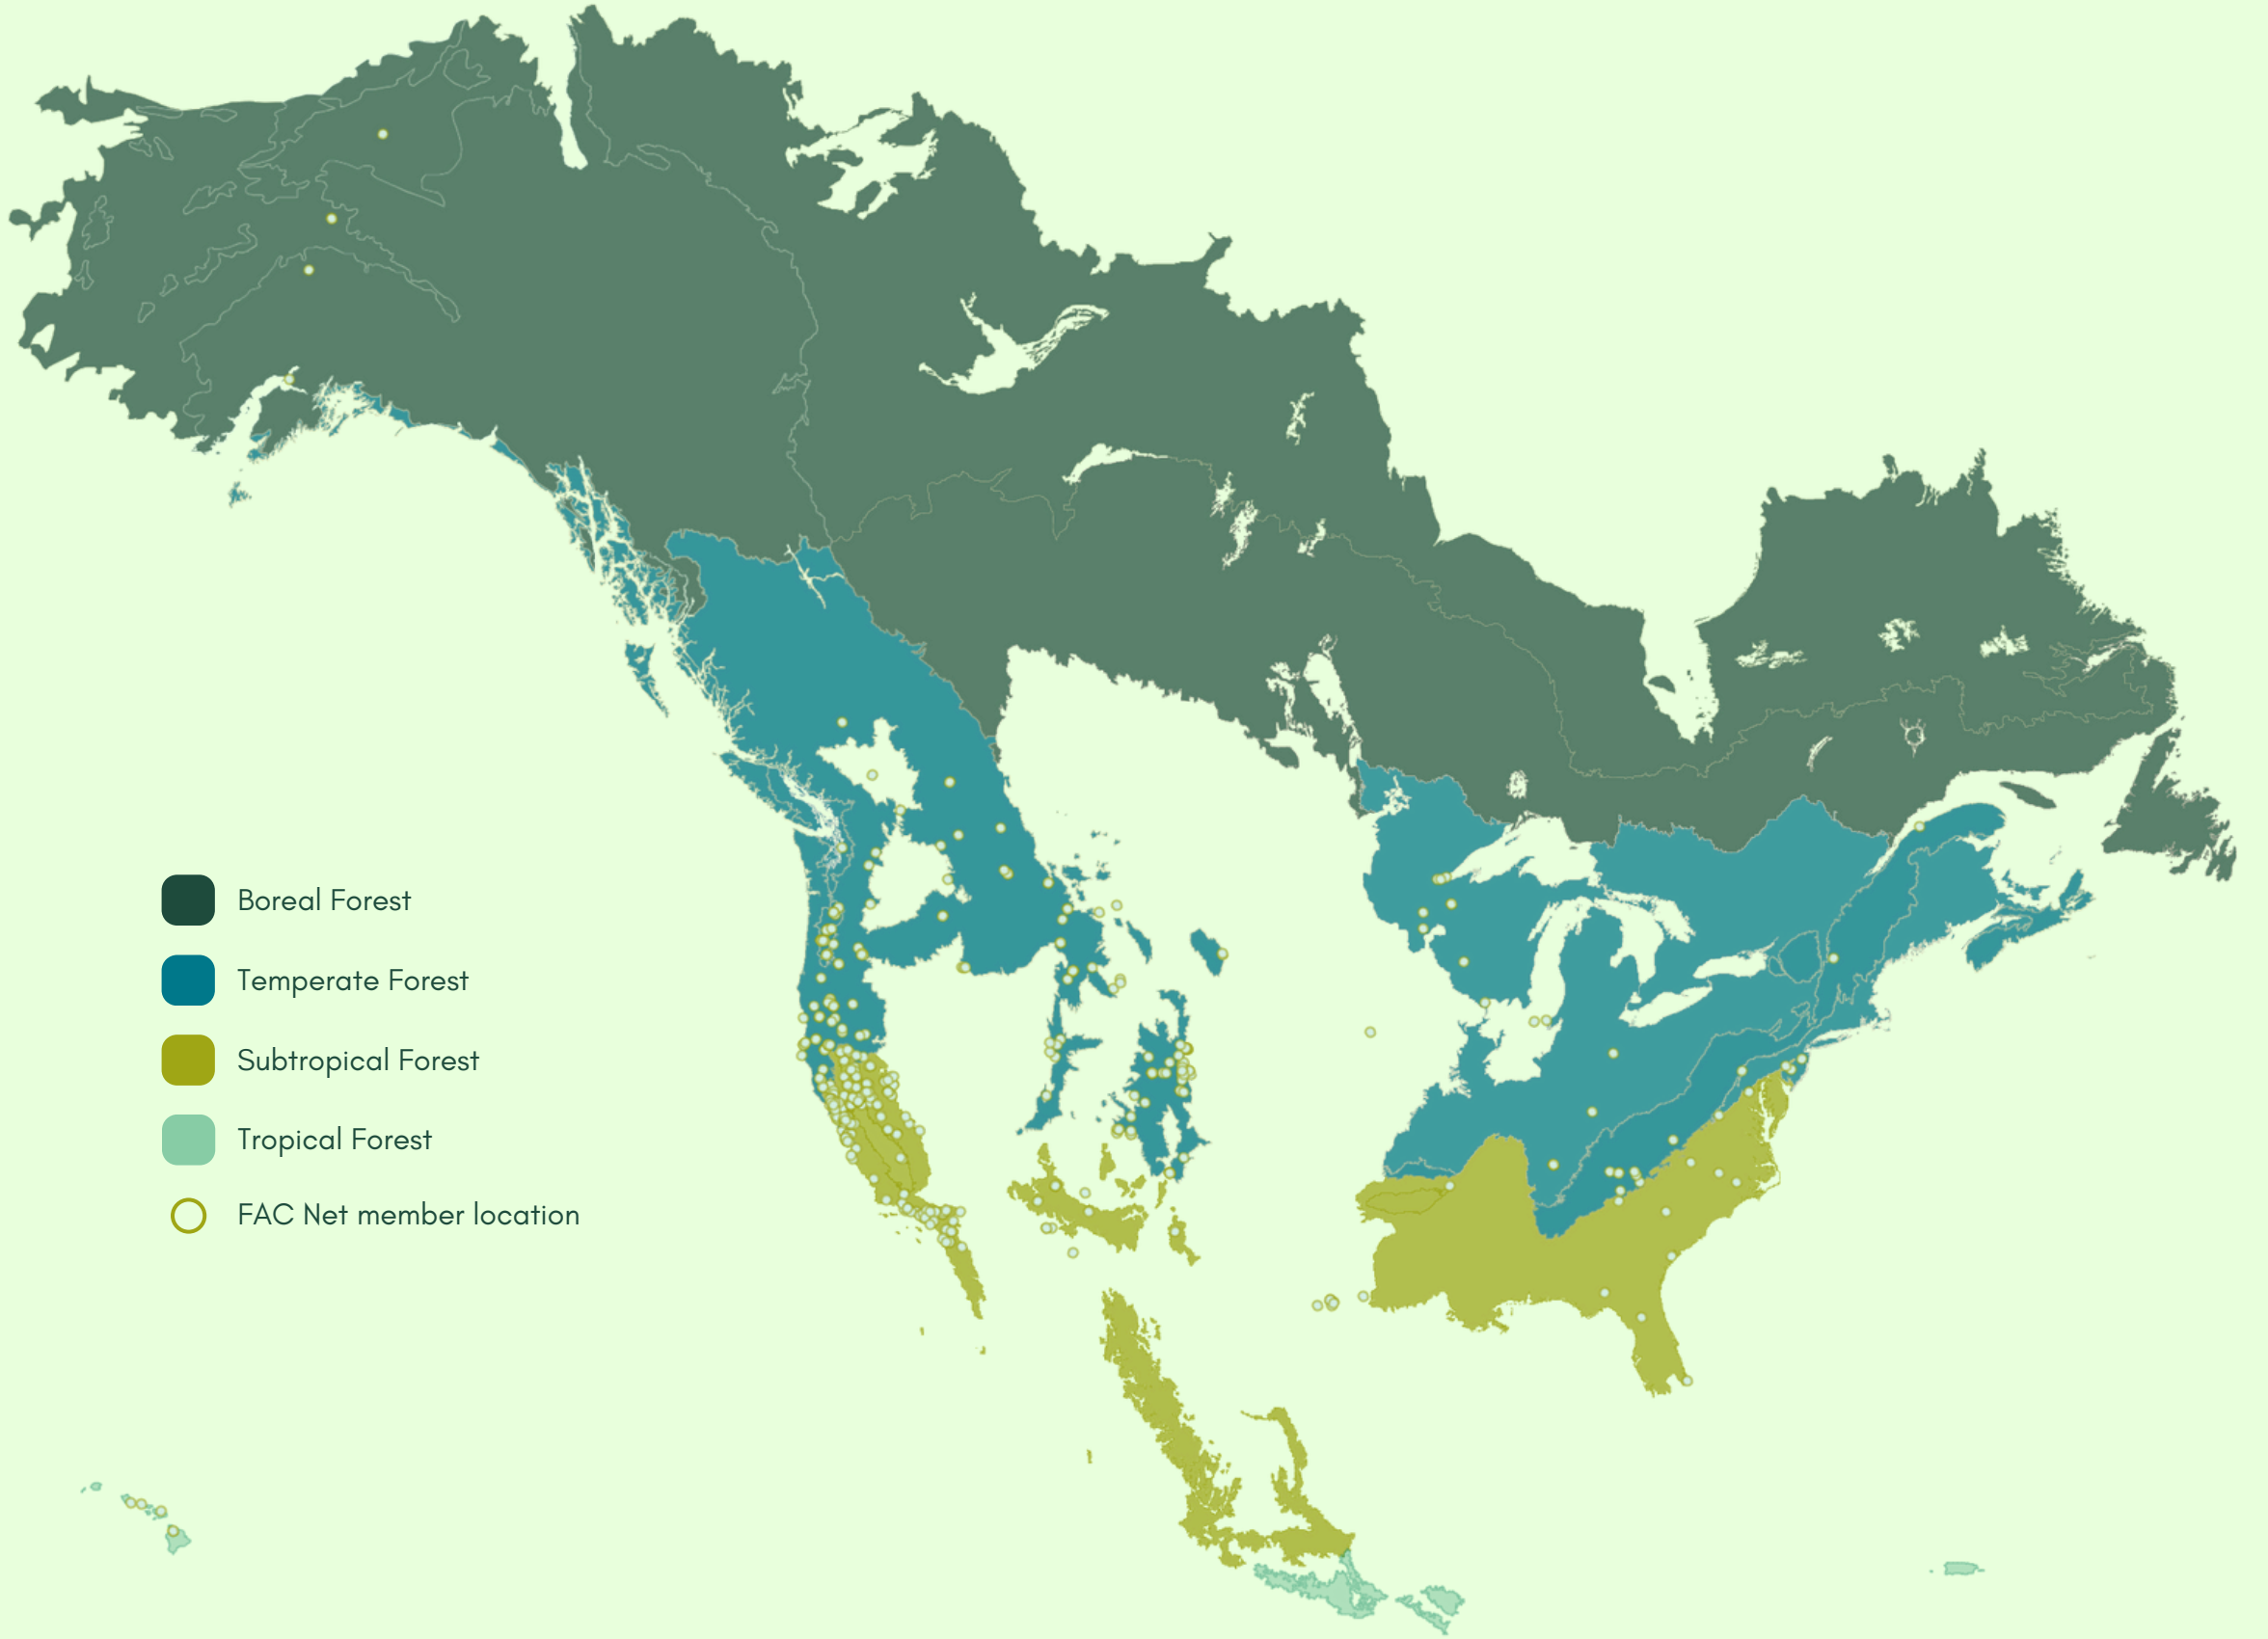 Boreal Forest
Temperate Forest
Subtropical Forest
Tropical Forest
FAC Net member location